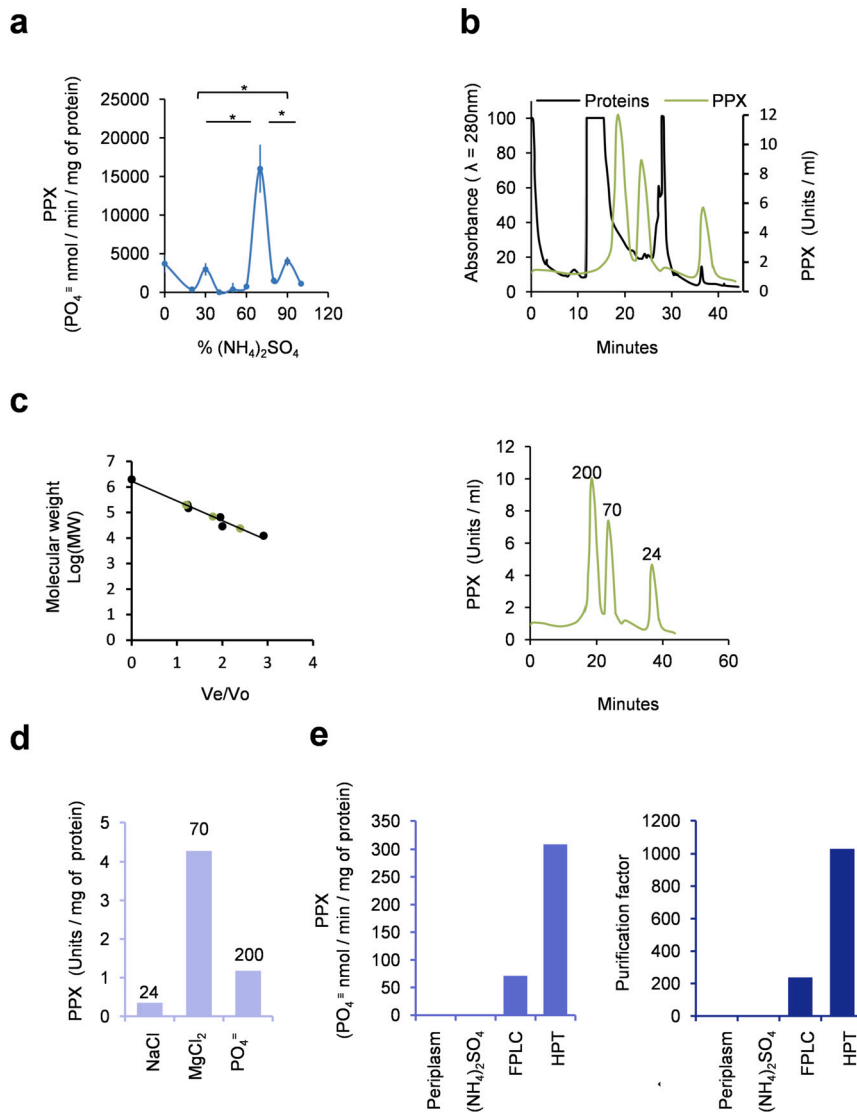 a
PPX
(PO₄⁼ nmol / min / mg of protein)
25000
20000
15000
10000
5000
0
*
*
*
0 30 60 90 120
% (NH₄)₂SO₄
b
Proteins PPX
Absorbance ( λ = 280nm)
100
80
60
40
20
0
12
10
8
6
4
2
0
PPX (Units / ml)
0 10 20 30 40
Minutes
c
Molecular weight
Log(MW)
7
6
5
4
3
2
1
0
0 1 2 3 4
Ve/Vo
PPX (Units / ml)
12
10
8
6
4
2
0
200
70
24
0 20 40 60
Minutes
d
PPX (Units / mg of protein)
5
4
3
2
1
0
24
70
200
NaCl
MgCl₂
PO₄⁼
e
PPX
(PO₄⁼ nmol / min / mg of protein)
350
300
250
200
150
100
50
0
Periplasm
(NH₄)₂SO₄
FPLC
HPT
Purification factor
1200
1000
800
600
400
200
0
Periplasm
(NH₄)₂SO₄
FPLC
HPT